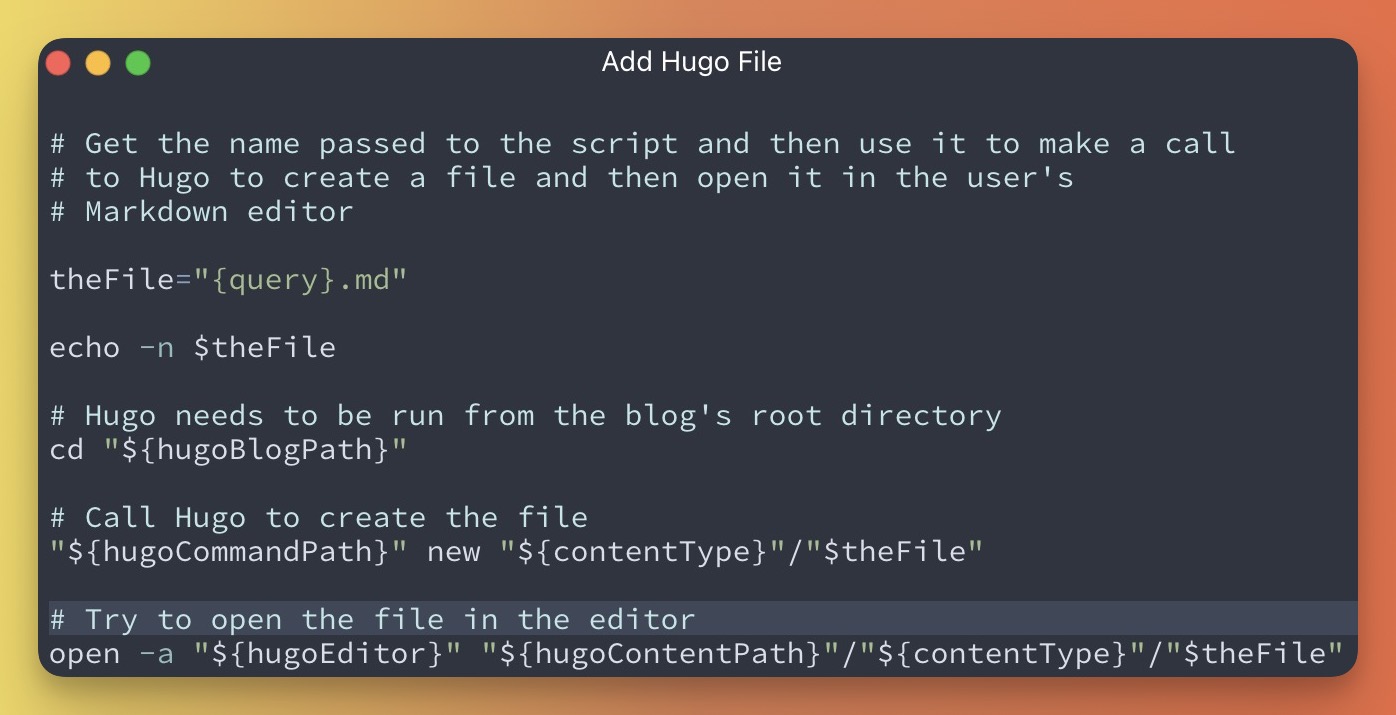 Add Hugo File
# Get the name passed to the script and then use it to make a call
# to Hugo to create a file and then open it in the user's
# Markdown editor
theFile="{query}.md"
echo -n $theFile
# Hugo needs to be run from the blog's root directory
cd "${hugoBlogPath}"
# Call Hugo to create the file
"${hugoCommandPath}" new "${contentType}"/"$theFile"
# Try to open the file in the editor
open -a "${hugoEditor}" "${hugoContentPath}"/"${contentType}"/"$theFile"